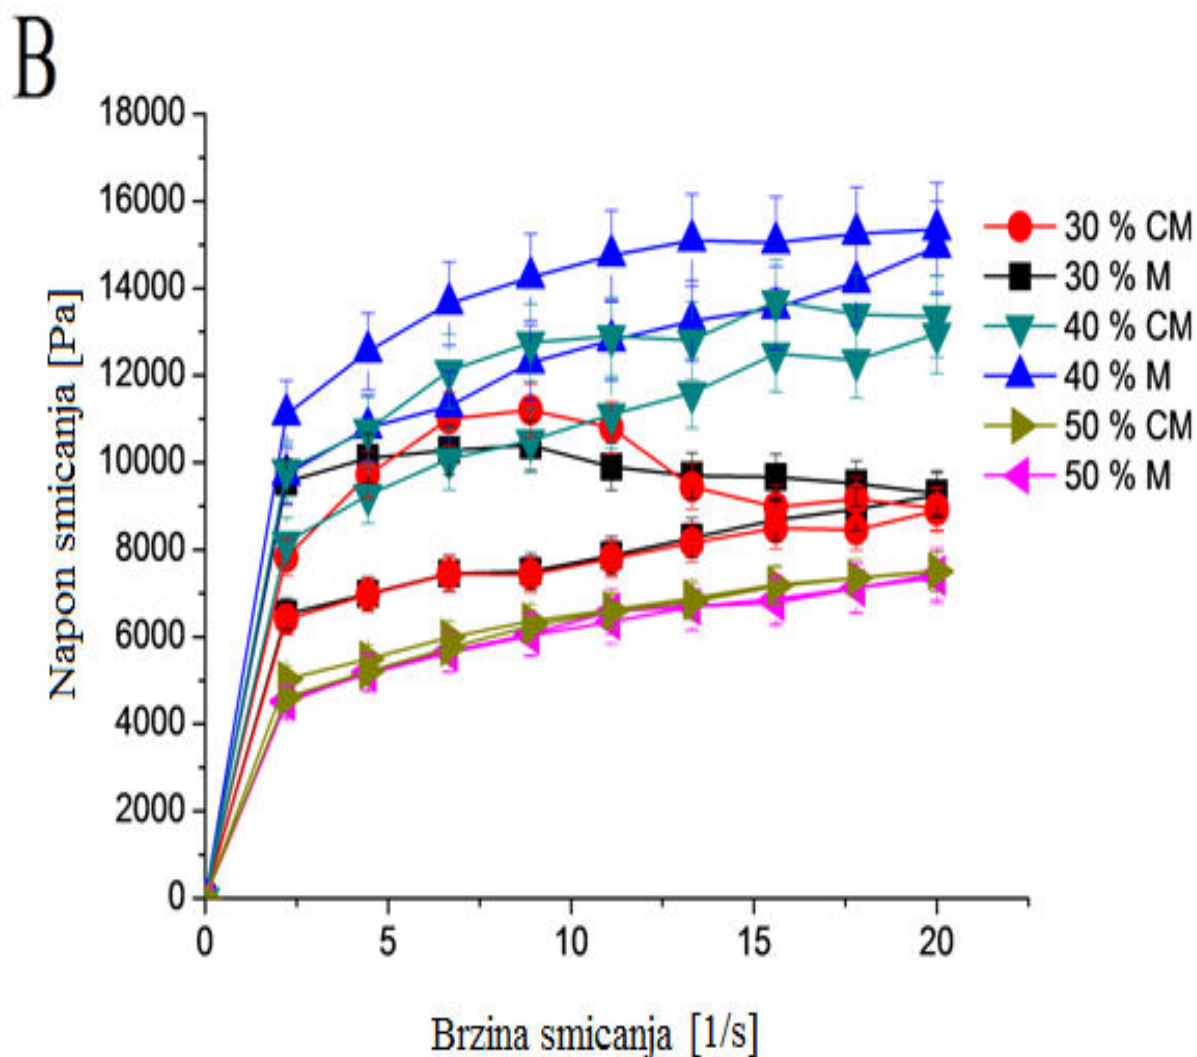 B
18000
16000
14000
12000
10000
8000
6000
4000
2000
0
Napon smicanja [Pa]
0 5 10 15 20
Brzina smicanja [1/s]
30 % CM
30 % M
40 % CM
40 % M
50 % CM
50 % M